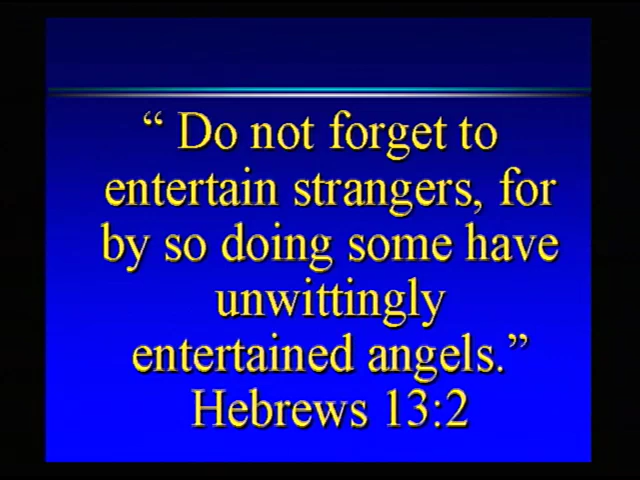 “ Do not forget to
entertain strangers, for
by so doing some have
unwittingly
entertained angels.”
Hebrews 13:2